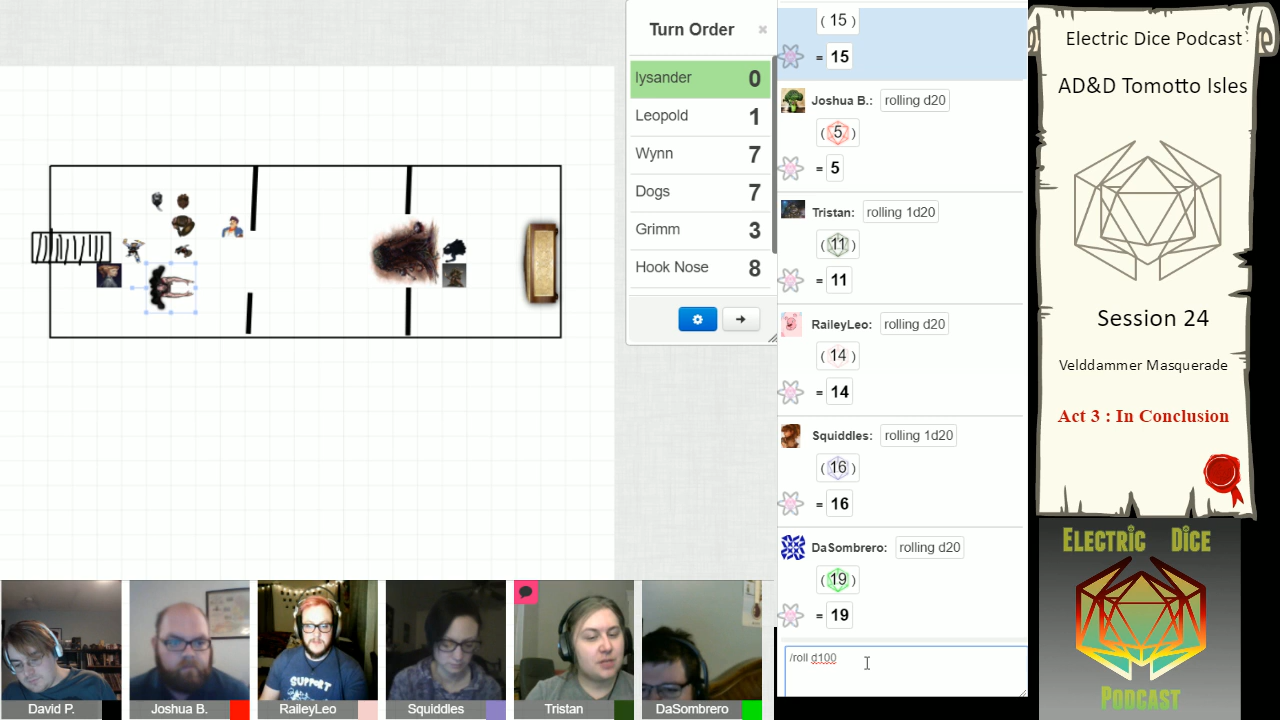 Turn Order ×
lysander 0
Leopold 1
Wynn 7
Dogs 7
Grimm 3
Hook Nose 8
( 15 )
= 15
Joshua B.: rolling d20
( 5 )
= 5
Tristan: rolling 1d20
( 11 )
= 11
RaileyLeo: rolling d20
( 14 )
= 14
Squiddles: rolling 1d20
( 16 )
= 16
DaSombrero: rolling d20
( 19 )
= 19
/roll d100
Electric Dice Podcast
AD&D Tomotto Isles
Session 24
Velddammer Masquerade
Act 3 : In Conclusion
Electric Dice
Podcast
SUPPORT
David P.
Joshua B.
RaileyLeo
Squiddles
Tristan
DaSombrero